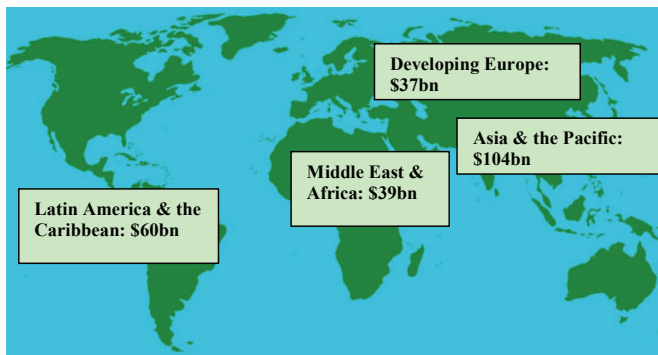 Developing Europe:
$37bn
Asia & the Pacific:
$104bn
Middle East &
Africa: $39bn
Latin America & the
Caribbean: $60bn